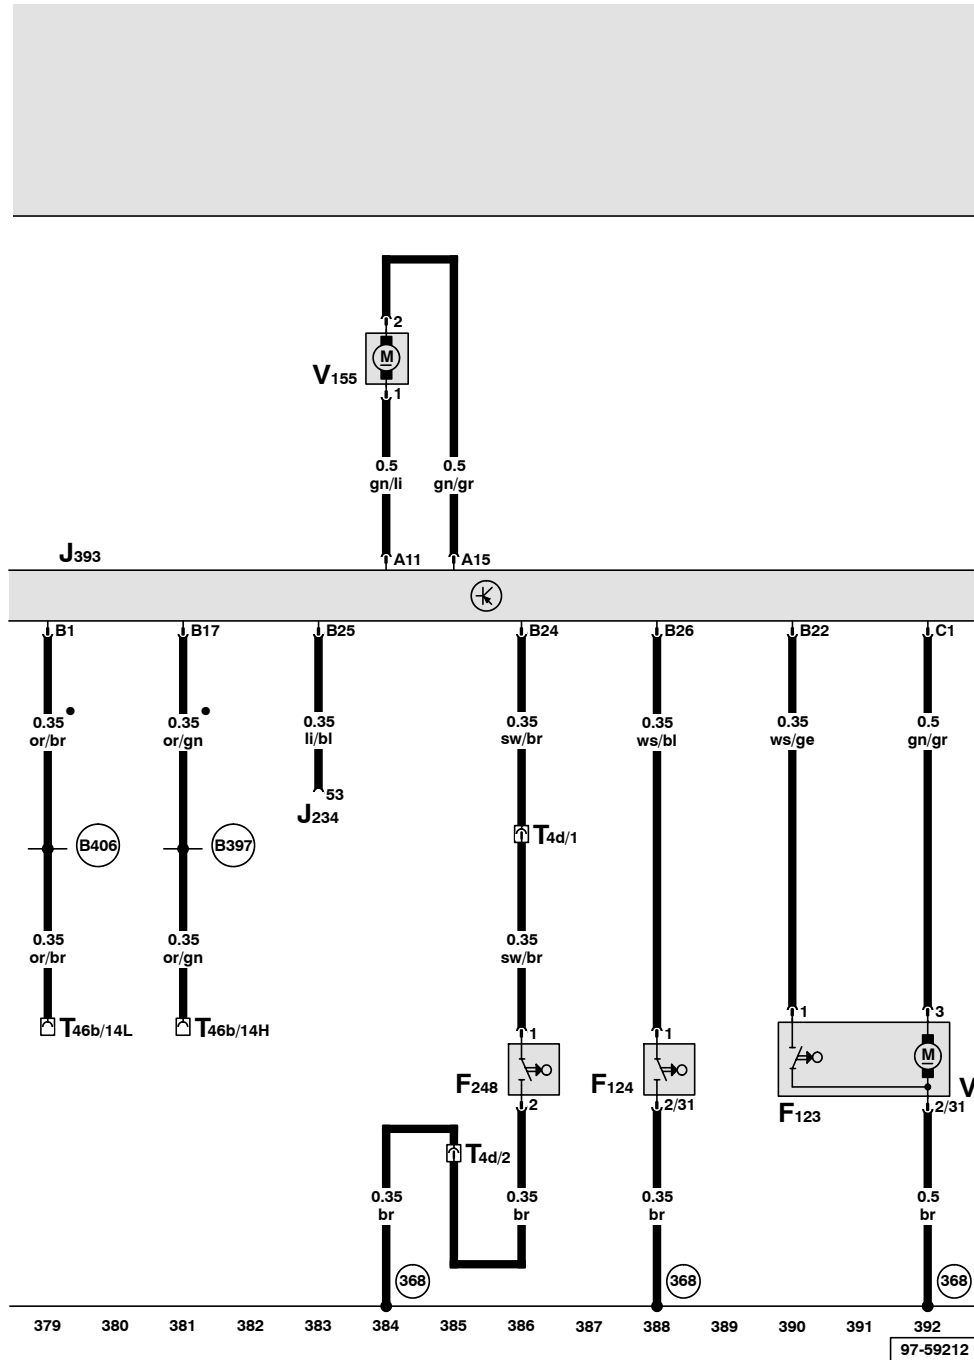 2
M
V155
1
0.5
gn/li
0.5
gn/gr
J393
A11
A15
B1
B17
B25
B24
B26
B22
C1
0.35
or/br
0.35
or/gn
0.35
li/bl
0.35
sw/br
0.35
ws/bl
0.35
ws/ge
0.5
gn/gr
53
J234
T4d/1
B406
B397
0.35
or/br
0.35
or/gn
0.35
sw/br
T46b/14L
T46b/14H
1
1
1
3
M
F248
F124
F123
V
2
2/31
2/31
T4d/2
0.35
br
0.35
br
0.35
br
0.5
br
368
368
368
379 380 381 382 383 384 385 386 387 388 389 390 391 392
97-59212